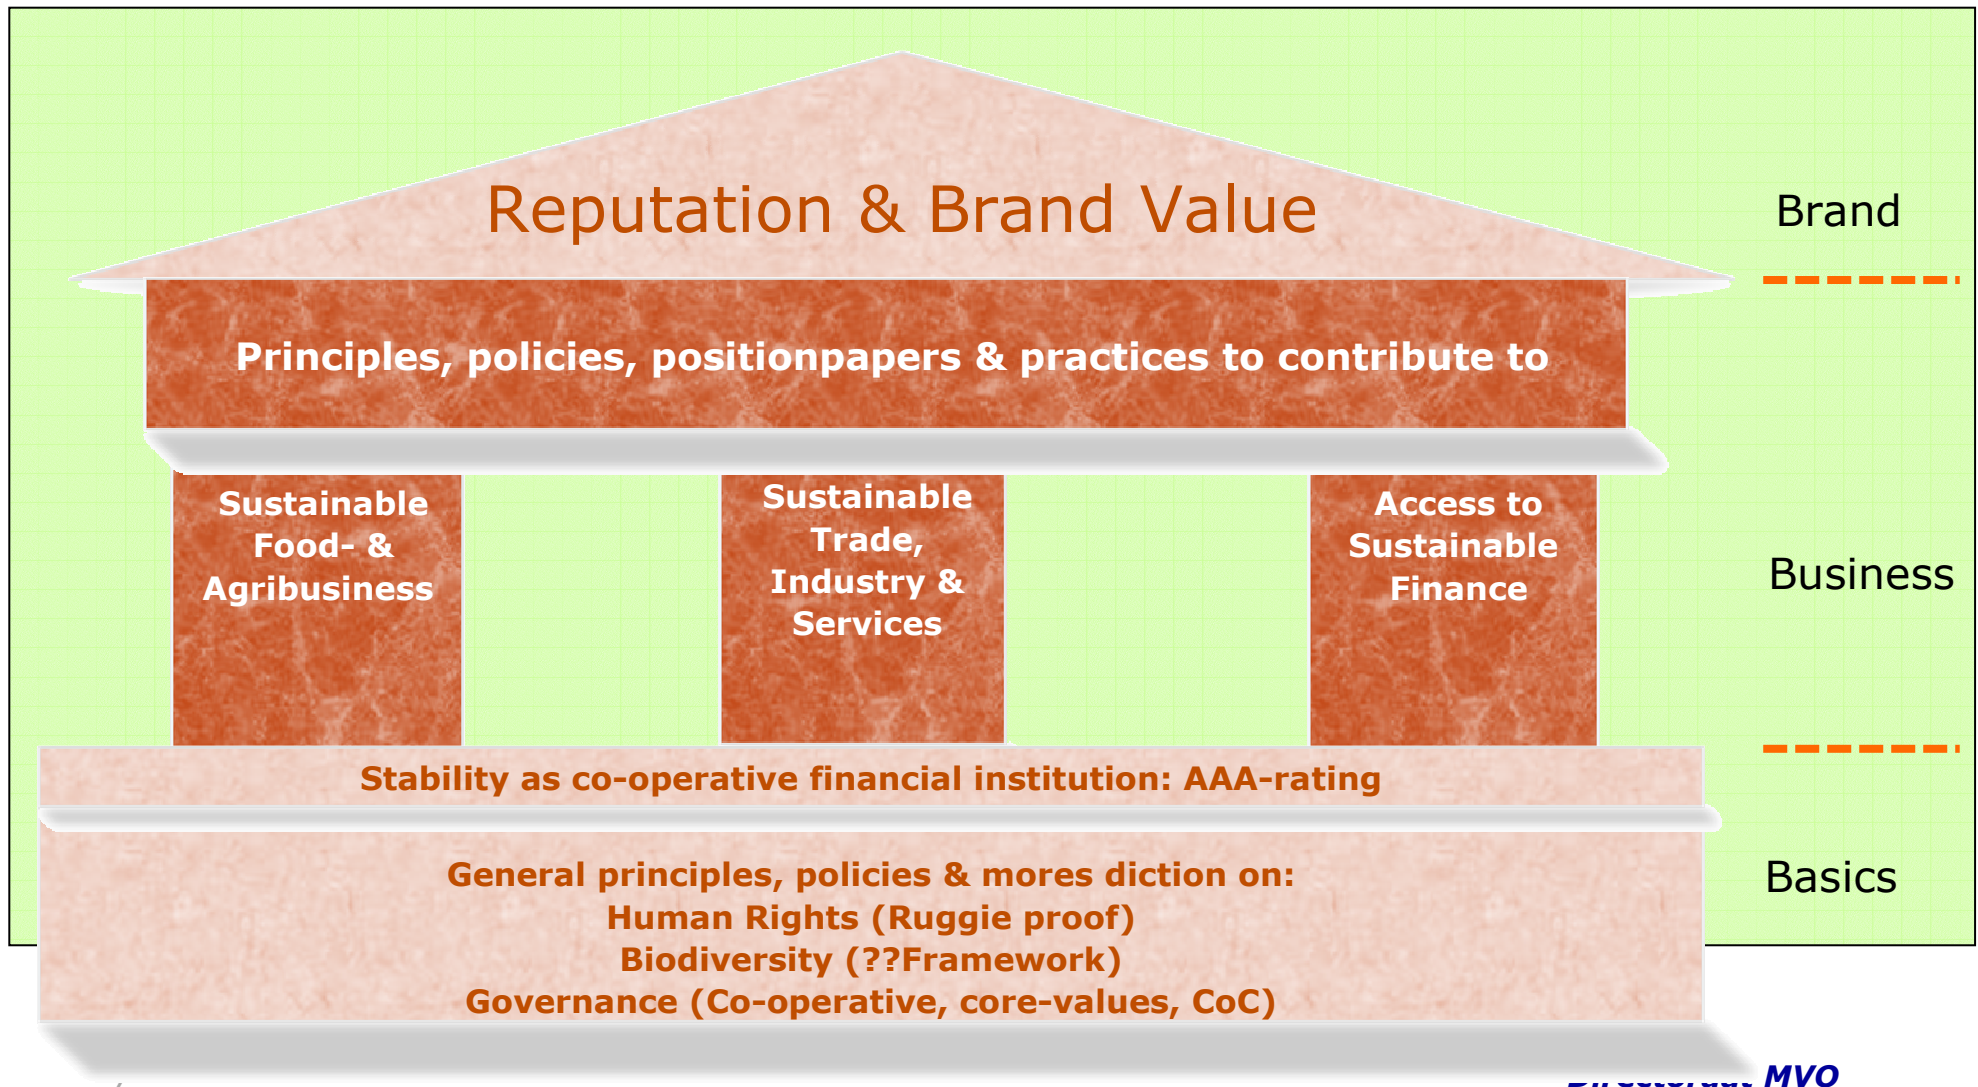 Reputation & Brand Value
Brand
Principles, policies, positionpapers & practices to contribute to
Sustainable
Food- &
Agribusiness
Sustainable
Trade,
Industry &
Services
Access to
Sustainable
Finance
Business
Stability as co-operative financial institution: AAA-rating
General principles, policies & mores diction on:
Human Rights (Ruggie proof)
Biodiversity (??Framework)
Governance (Co-operative, core-values, CoC)
Basics
Directoraat MVO